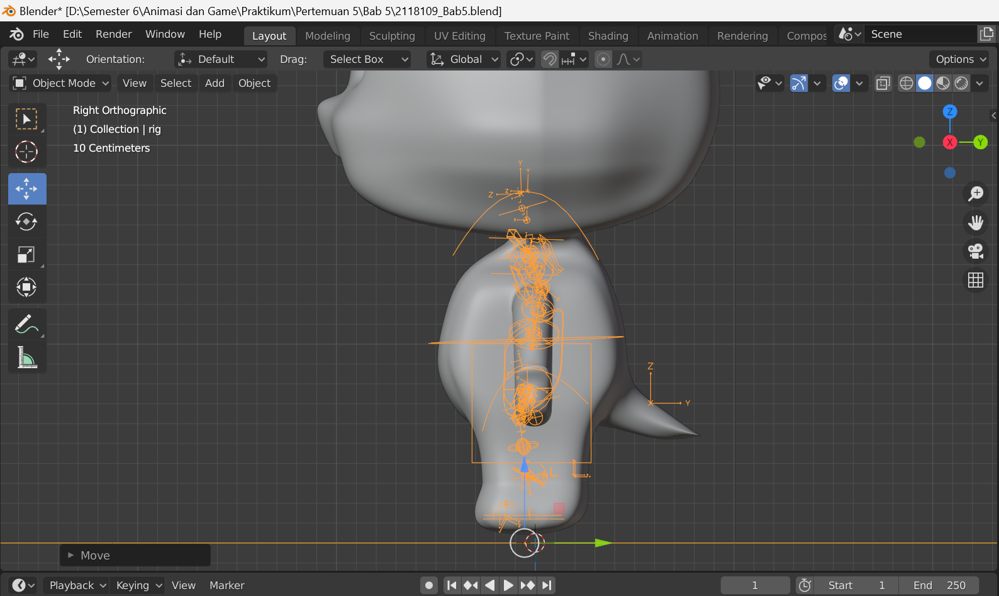 Blender* [D:\Semester 6\Animasi dan Game\Praktikum\Pertemuan 5\Bab 5\2118109_Bab5.blend]
File Edit Render Window Help Layout Modeling Sculpting UV Editing Texture Paint Shading Animation Rendering Compos Scene
Orientation: Default Drag: Select Box Global Options
Object Mode View Select Add Object
Right Orthographic
(1) Collection | rig
10 Centimeters
Z
X
Y
Y
Y
Z
Z
Z
X
Y
Move
Playback Keying View Marker 1 Start 1 End 250